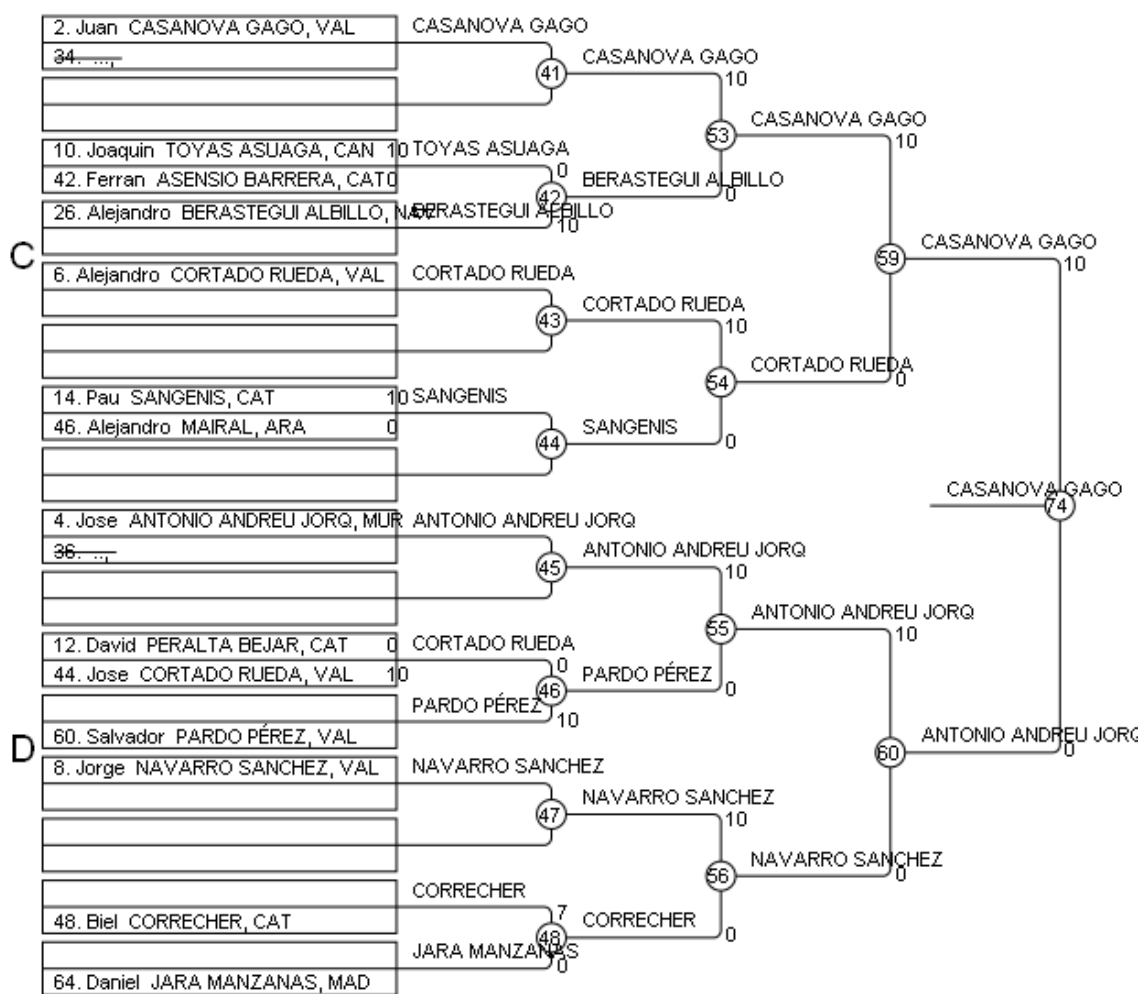 2. Juan CASANOVA GAGO, VAL
CASANOVA GAGO
34. ...,
41
CASANOVA GAGO
10
53
CASANOVA GAGO
10
10. Joaquin TOYAS ASUAGA, CAN 10
TOYAS ASUAGA
0
42. Ferran ASENSIO BARRERA, CAT 0
42
BERASTEGUI ALBILLO
0
26. Alejandro BERASTEGUI ALBILLO, NAV
BERASTEGUI ALBILLO
10
C
59
CASANOVA GAGO
10
6. Alejandro CORTADO RUEDA, VAL
CORTADO RUEDA
43
CORTADO RUEDA
10
54
CORTADO RUEDA
0
14. Pau SANGENIS, CAT 10
SANGENIS
46. Alejandro MAIRAL, ARA 0
44
SANGENIS
0
CASANOVA GAGO
74
4. Jose ANTONIO ANDREU JORQ, MUR
ANTONIO ANDREU JORQ
36. ..,
45
ANTONIO ANDREU JORQ
10
55
ANTONIO ANDREU JORQ
10
12. David PERALTA BEJAR, CAT 0
CORTADO RUEDA
0
44. Jose CORTADO RUEDA, VAL 10
46
PARDO PÉREZ
0
PARDO PÉREZ
10
60. Salvador PARDO PÉREZ, VAL
D
60
ANTONIO ANDREU JORQ
0
8. Jorge NAVARRO SANCHEZ, VAL
NAVARRO SANCHEZ
47
NAVARRO SANCHEZ
10
56
NAVARRO SANCHEZ
0
CORRECHER
7
48. Biel CORRECHER, CAT
48
CORRECHER
0
JARA MANZANAS
0
64. Daniel JARA MANZANAS, MAD